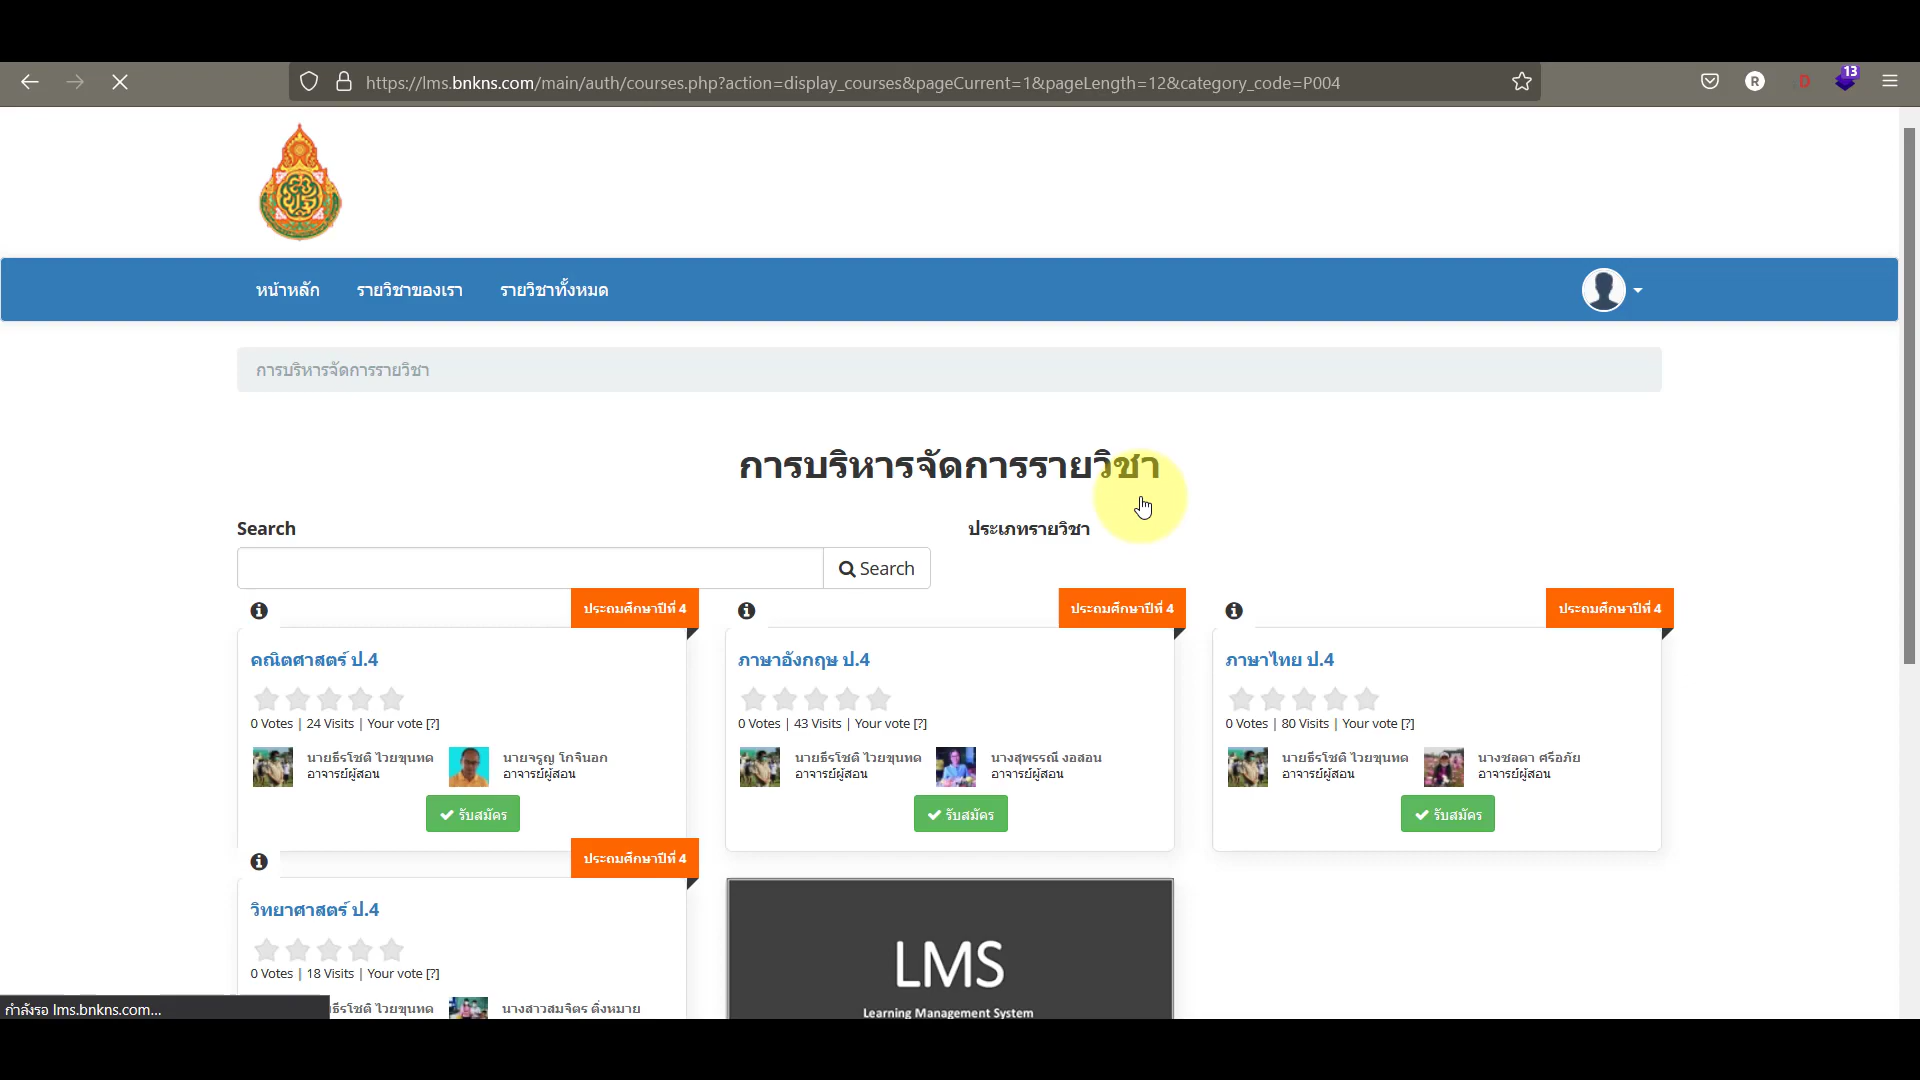 https://lms.bnkns.com/main/auth/courses.php?action=display_courses&pageCurrent=1&pageLength=12&category_code=P004
R
D
13
หน้าหลัก รายวิชาของเรา รายวิชาทั้งหมด
การบริหารจัดการรายวิชา
การบริหารจัดการรายวิชา
Search
ประเภทรายวิชา
Search
ประถมศึกษาปีที่ 4
คณิตศาสตร์ ป.4
0 Votes | 24 Visits | Your vote [?]
นายธีรโชติ ไวยขุนทด
อาจารย์ผู้สอน
นายจรูญ โกจินอก
อาจารย์ผู้สอน
รับสมัคร
ประถมศึกษาปีที่ 4
ภาษาอังกฤษ ป.4
0 Votes | 43 Visits | Your vote [?]
นายธีรโชติ ไวยขุนทด
อาจารย์ผู้สอน
นางสุพรรณี งอสอน
อาจารย์ผู้สอน
รับสมัคร
ประถมศึกษาปีที่ 4
ภาษาไทย ป.4
0 Votes | 80 Visits | Your vote [?]
นายธีรโชติ ไวยขุนทด
อาจารย์ผู้สอน
นางชลดา ศรีอภัย
อาจารย์ผู้สอน
รับสมัคร
ประถมศึกษาปีที่ 4
วิทยาศาสตร์ ป.4
0 Votes | 18 Visits | Your vote [?]
ธีรโชติ ไวยขุนทด
นางสาวสมจิตร ติ่งหมาย
LMS
Learning Management System
กำลังรอ lms.bnkns.com...